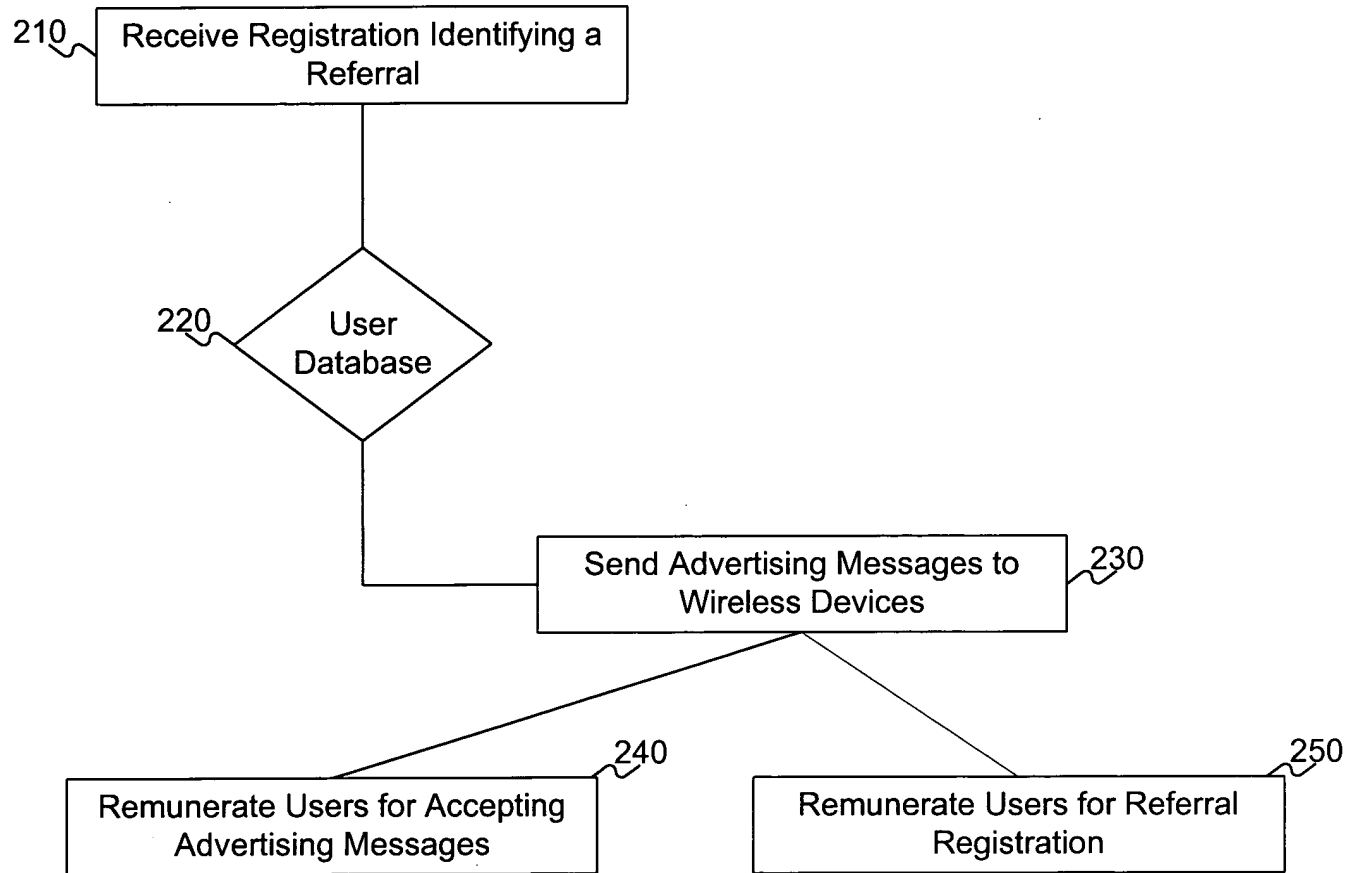 210
Receive Registration Identifying a
Referral
220
User
Database
Send Advertising Messages to
Wireless Devices
230
240
Remunerate Users for Accepting
Advertising Messages
250
Remunerate Users for Referral
Registration